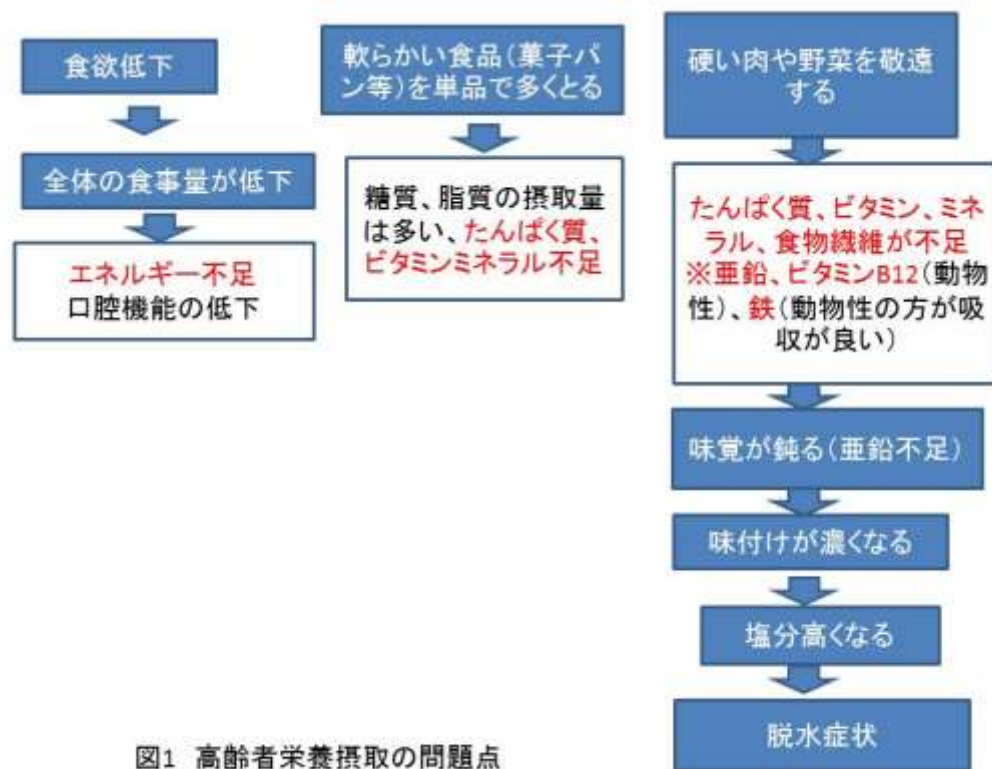 食欲低下
全体の食事量が低下
エネルギー不足
口腔機能の低下
軟らかい食品（菓子パ
ン等）を単品で多くとる
糖質、脂質の摂取量
は多い、たんぱく質、
ビタミンミネラル不足
硬い肉や野菜を敬遠
する
たんぱく質、ビタミン、ミネ
ラル、食物繊維が不足
※亜鉛、ビタミンB12（動物
性）、鉄（動物性の方が吸
収が良い）
味覚が鈍る（亜鉛不足）
味付けが濃くなる
塩分高くなる
脱水症状
図1 高齢者栄養摂取の問題点